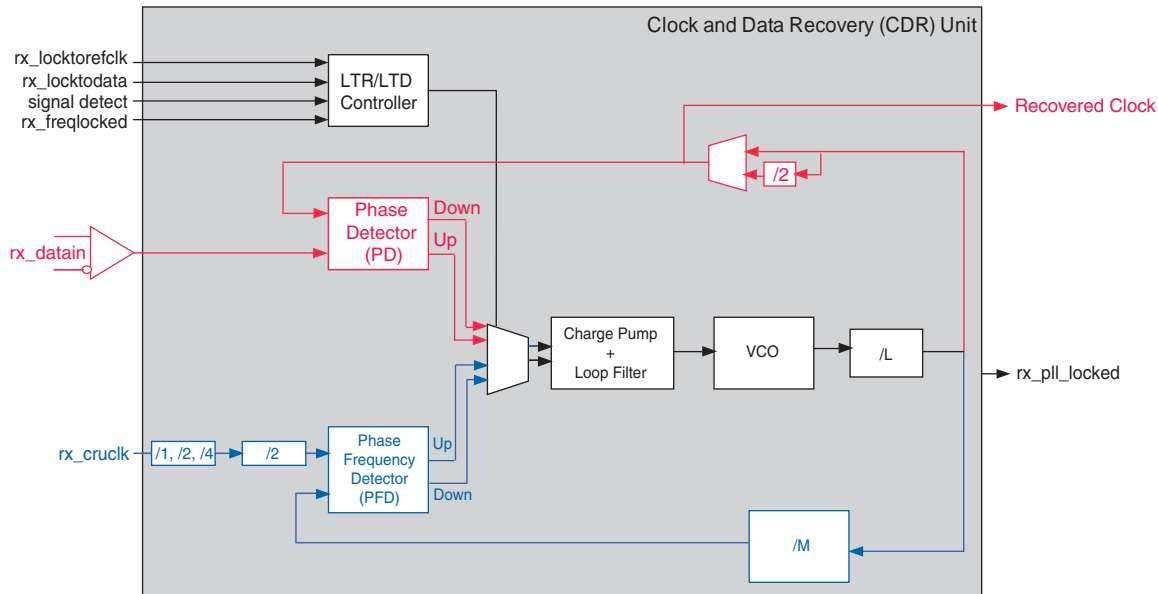 Clock and Data Recovery (CDR) Unit
rx_locktorefclk
rx_locktodata
signal detect
rx_freqlocked
LTR/LTD
Controller
Recovered Clock
/2
rx_datain
Phase
Detector
(PD)
Down
Up
Charge Pump
+
Loop Filter
VCO
/L
rx_pll_locked
rx_cruclk
/1, /2, /4
/2
Phase
Frequency
Detector
(PFD)
Up
Down
/M